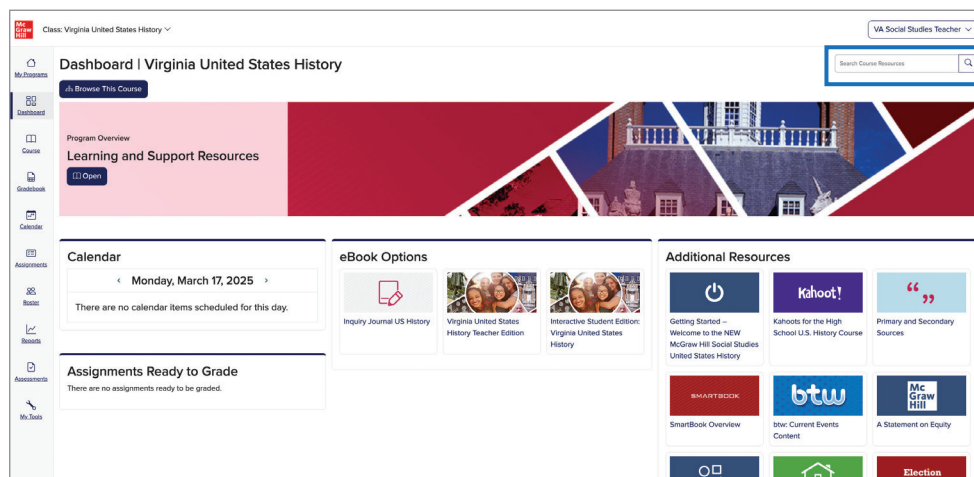 Mc
Graw
Hill
Class: Virginia United States History
VA Social Studies Teacher
My Programs
Dashboard
Course
Gradebook
Calendar
Assignments
Roster
Reports
Assessments
My Tools
Dashboard | Virginia United States History
Search Course Resources
Browse This Course
Program Overview
Learning and Support Resources
Open
Calendar
Monday, March 17, 2025
There are no calendar items scheduled for this day.
Assignments Ready to Grade
There are no assignments ready to be graded.
eBook Options
Inquiry Journal US History
Virginia United States
History Teacher Edition
Interactive Student Edition:
Virginia United States
History
Additional Resources
Kahoot!
Getting Started –
Welcome to the NEW
McGraw Hill Social Studies
United States History
Kahoots for the High
School U.S. History Course
Primary and Secondary
Sources
SMARTBOOK
btw
Mc
Graw
Hill
SmartBook Overview
btw: Current Events
Content
A Statement on Equity
Election